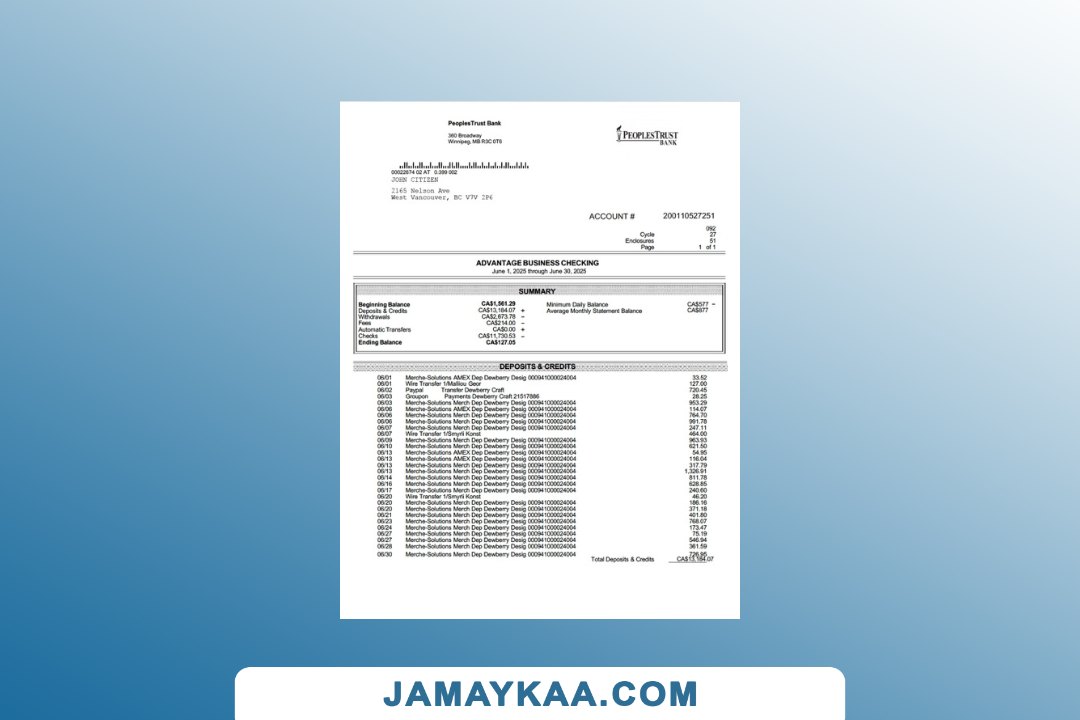 PeoplesTrust Bank
360 Broadway
Winnipeg, MB R3C 0T6
PEOPLESTRUST
BANK
00022874 02 AT 0.399 002
JOHN CITIZEN
2165 Nelson Ave
West Vancouver, BC V7V 2P6
ACCOUNT # 200110527251
092
Cycle 27
Enclosures 51
Page 1 of 1
ADVANTAGE BUSINESS CHECKING
June 1, 2025 through June 30, 2025
SUMMARY
Beginning Balance CA$1,561.29 Minimum Daily Balance CA$577 –
Deposits & Credits CA$13,164.07 + Average Monthly Statement Balance CA$877
Withdrawals CA$2,673.78 –
Fees CA$214.00 –
Automatic Transfers CA$0.00 +
Checks CA$11,730.53 –
Ending Balance CA$127.05
DEPOSITS & CREDITS
06/01 Merche-Solutions AMEX Dep Dewberry Desig 000941000024004 33.52
06/01 Wire Transfer 1/Malliou Geor 127.00
06/02 Paypal Transfer Dewberry Craft 720.45
06/03 Groupon Payments Dewberry Craft 21517886 28.25
06/03 Merche-Solutions Merch Dep Dewberry Desig 000941000024004 953.29
06/06 Merche-Solutions AMEX Dep Dewberry Desig 000941000024004 114.07
06/06 Merche-Solutions Merch Dep Dewberry Desig 000941000024004 764.70
06/06 Merche-Solutions Merch Dep Dewberry Desig 000941000024004 991.78
06/07 Merche-Solutions Merch Dep Dewberry Desig 000941000024004 247.11
06/07 Wire Transfer 1/Smyrli Konst 464.00
06/09 Merche-Solutions Merch Dep Dewberry Desig 000941000024004 963.93
06/10 Merche-Solutions Merch Dep Dewberry Desig 000941000024004 621.50
06/13 Merche-Solutions AMEX Dep Dewberry Desig 000941000024004 54.95
06/13 Merche-Solutions AMEX Dep Dewberry Desig 000941000024004 116.64
06/13 Merche-Solutions Merch Dep Dewberry Desig 000941000024004 317.79
06/13 Merche-Solutions Merch Dep Dewberry Desig 000941000024004 1,326.91
06/14 Merche-Solutions Merch Dep Dewberry Desig 000941000024004 811.78
06/16 Merche-Solutions Merch Dep Dewberry Desig 000941000024004 628.85
06/17 Merche-Solutions Merch Dep Dewberry Desig 000941000024004 240.60
06/20 Wire Transfer 1/Smyrli Konst 46.20
06/20 Merche-Solutions Merch Dep Dewberry Desig 000941000024004 186.16
06/20 Merche-Solutions Merch Dep Dewberry Desig 000941000024004 371.18
06/21 Merche-Solutions Merch Dep Dewberry Desig 000941000024004 401.80
06/23 Merche-Solutions Merch Dep Dewberry Desig 000941000024004 768.07
06/24 Merche-Solutions Merch Dep Dewberry Desig 000941000024004 173.47
06/27 Merche-Solutions Merch Dep Dewberry Desig 000941000024004 75.19
06/27 Merche-Solutions Merch Dep Dewberry Desig 000941000024004 546.94
06/28 Merche-Solutions Merch Dep Dewberry Desig 000941000024004 361.59
06/30 Merche-Solutions Merch Dep Dewberry Desig 000941000024004 726.95
Total Deposits & Credits CA$13,164.07
JAMAYKAA.COM